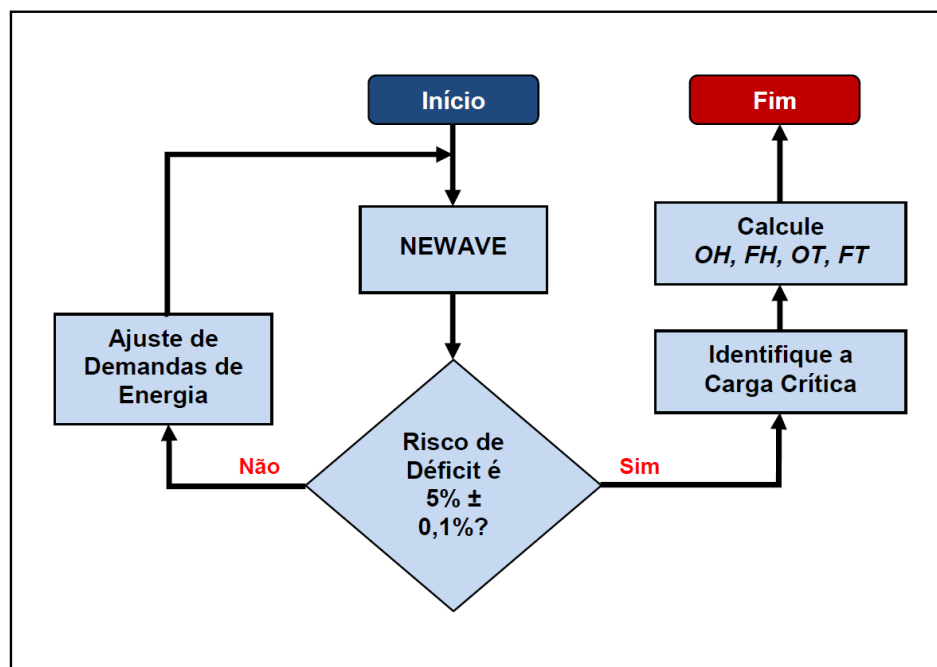 Início
Fim
NEWAVE
Calcule
OH, FH, OT, FT
Ajuste de
Demandas de
Energia
Identifique a
Carga Crítica
Risco de
Déficit é
5% ±
0,1%?
Não
Sim